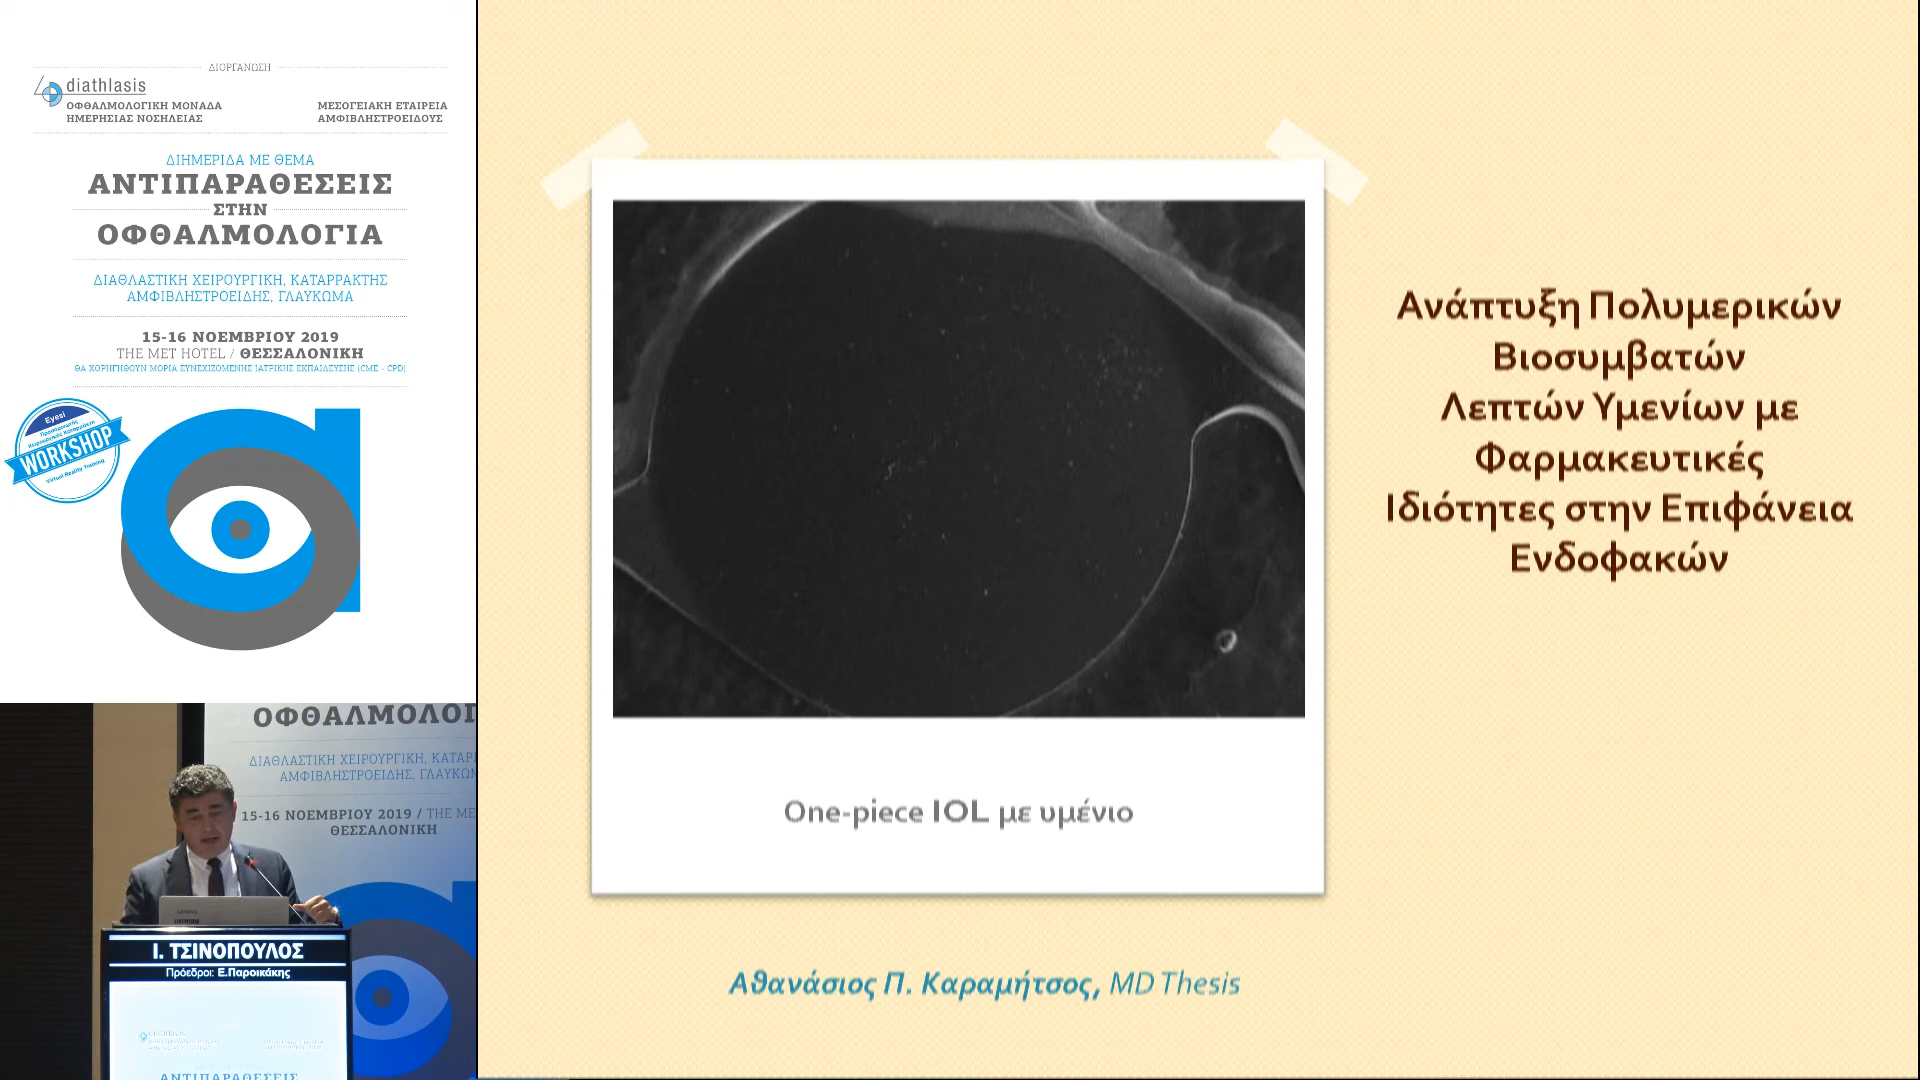 ΔΙΟΡΓΑΝΩΣΗ
diathlasis
ΟΦΘΑΛΜΟΛΟΓΙΚΗ ΜΟΝΑΔΑ
ΗΜΕΡΗΣΙΑΣ ΝΟΣΗΛΕΙΑΣ
ΜΕΣΟΓΕΙΑΚΗ ΕΤΑΙΡΕΙΑ
ΑΜΦΙΒΛΗΣΤΡΟΕΙΔΟΥΣ
ΔΙΗΜΕΡΙΔΑ ΜΕ ΘΕΜΑ
ΑΝΤΙΠΑΡΑΘΕΣΕΙΣ
ΣΤΗΝ
ΟΦΘΑΛΜΟΛΟΓΙΑ
ΔΙΑΘΛΑΣΤΙΚΗ ΧΕΙΡΟΥΡΓΙΚΗ, ΚΑΤΑΡΡΑΚΤΗΣ
ΑΜΦΙΒΛΗΣΤΡΟΕΙΔΗΣ, ΓΛΑΥΚΩΜΑ
15-16 ΝΟΕΜΒΡΙΟΥ 2019
THE MET HOTEL / ΘΕΣΣΑΛΟΝΙΚΗ
ΘΑ ΧΟΡΗΓΗΘΟΥΝ ΜΟΡΙΑ ΣΥΝΕΧΙΖΟΜΕΝΗΣ ΙΑΤΡΙΚΗΣ ΕΚΠΑΙΔΕΥΣΗΣ (CME - CPD)
Eyesi
WORKSHOP
Virtual Reality Training
ΟΦΘΑΛΜΟΛΟΓ
ΔΙΑΘΛΑΣΤΙΚΗ ΧΕΙΡΟΥΡΓΙΚΗ, ΚΑΤΑΡ
ΑΜΦΙΒΛΗΣΤΡΟΕΙΔΗΣ, ΓΛΑΥΚΩ
15-16 ΝΟΕΜΒΡΙΟΥ 2019 / THE ME
ΘΕΣΣΑΛΟΝΙΚΗ
Ι. ΤΣΙΝΟΠΟΥΛΟΣ
Πρόεδροι: Ε.Παροικάκης
ΑΝΤΙΠΑΡΑΘΕΣΕΙΣ
One-piece IOL με υμένιο
Ανάπτυξη Πολυμερικών
Βιοσυμβατών
Λεπτών Υμενίων με
Φαρμακευτικές
Ιδιότητες στην Επιφάνεια
Ενδοφακών
Αθανάσιος Π. Καραμήτσος, MD Thesis